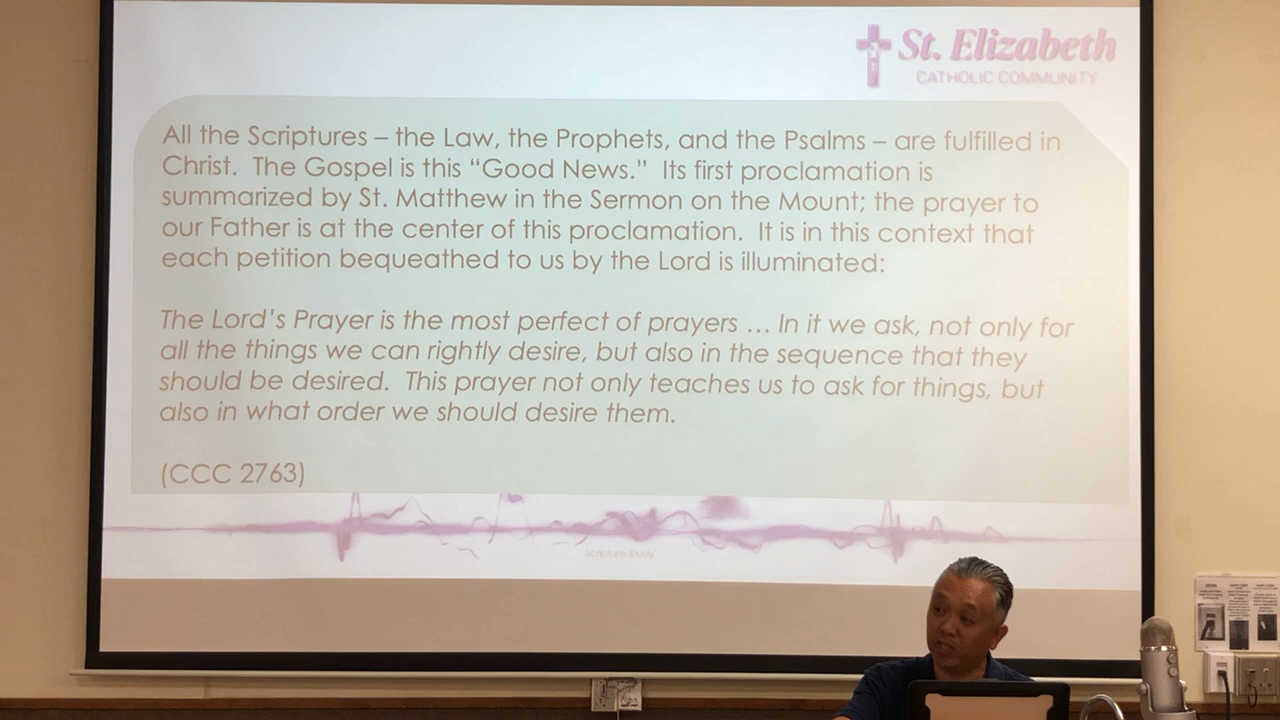 St. Elizabeth
CATHOLIC COMMUNITY
All the Scriptures – the Law, the Prophets, and the Psalms – are fulfilled in
Christ.  The Gospel is this “Good News.”  Its first proclamation is
summarized by St. Matthew in the Sermon on the Mount; the prayer to
our Father is at the center of this proclamation.  It is in this context that
each petition bequeathed to us by the Lord is illuminated:
The Lord’s Prayer is the most perfect of prayers … In it we ask, not only for
all the things we can rightly desire, but also in the sequence that they
should be desired.  This prayer not only teaches us to ask for things, but
also in what order we should desire them.
(CCC 2763)
Scripture Study